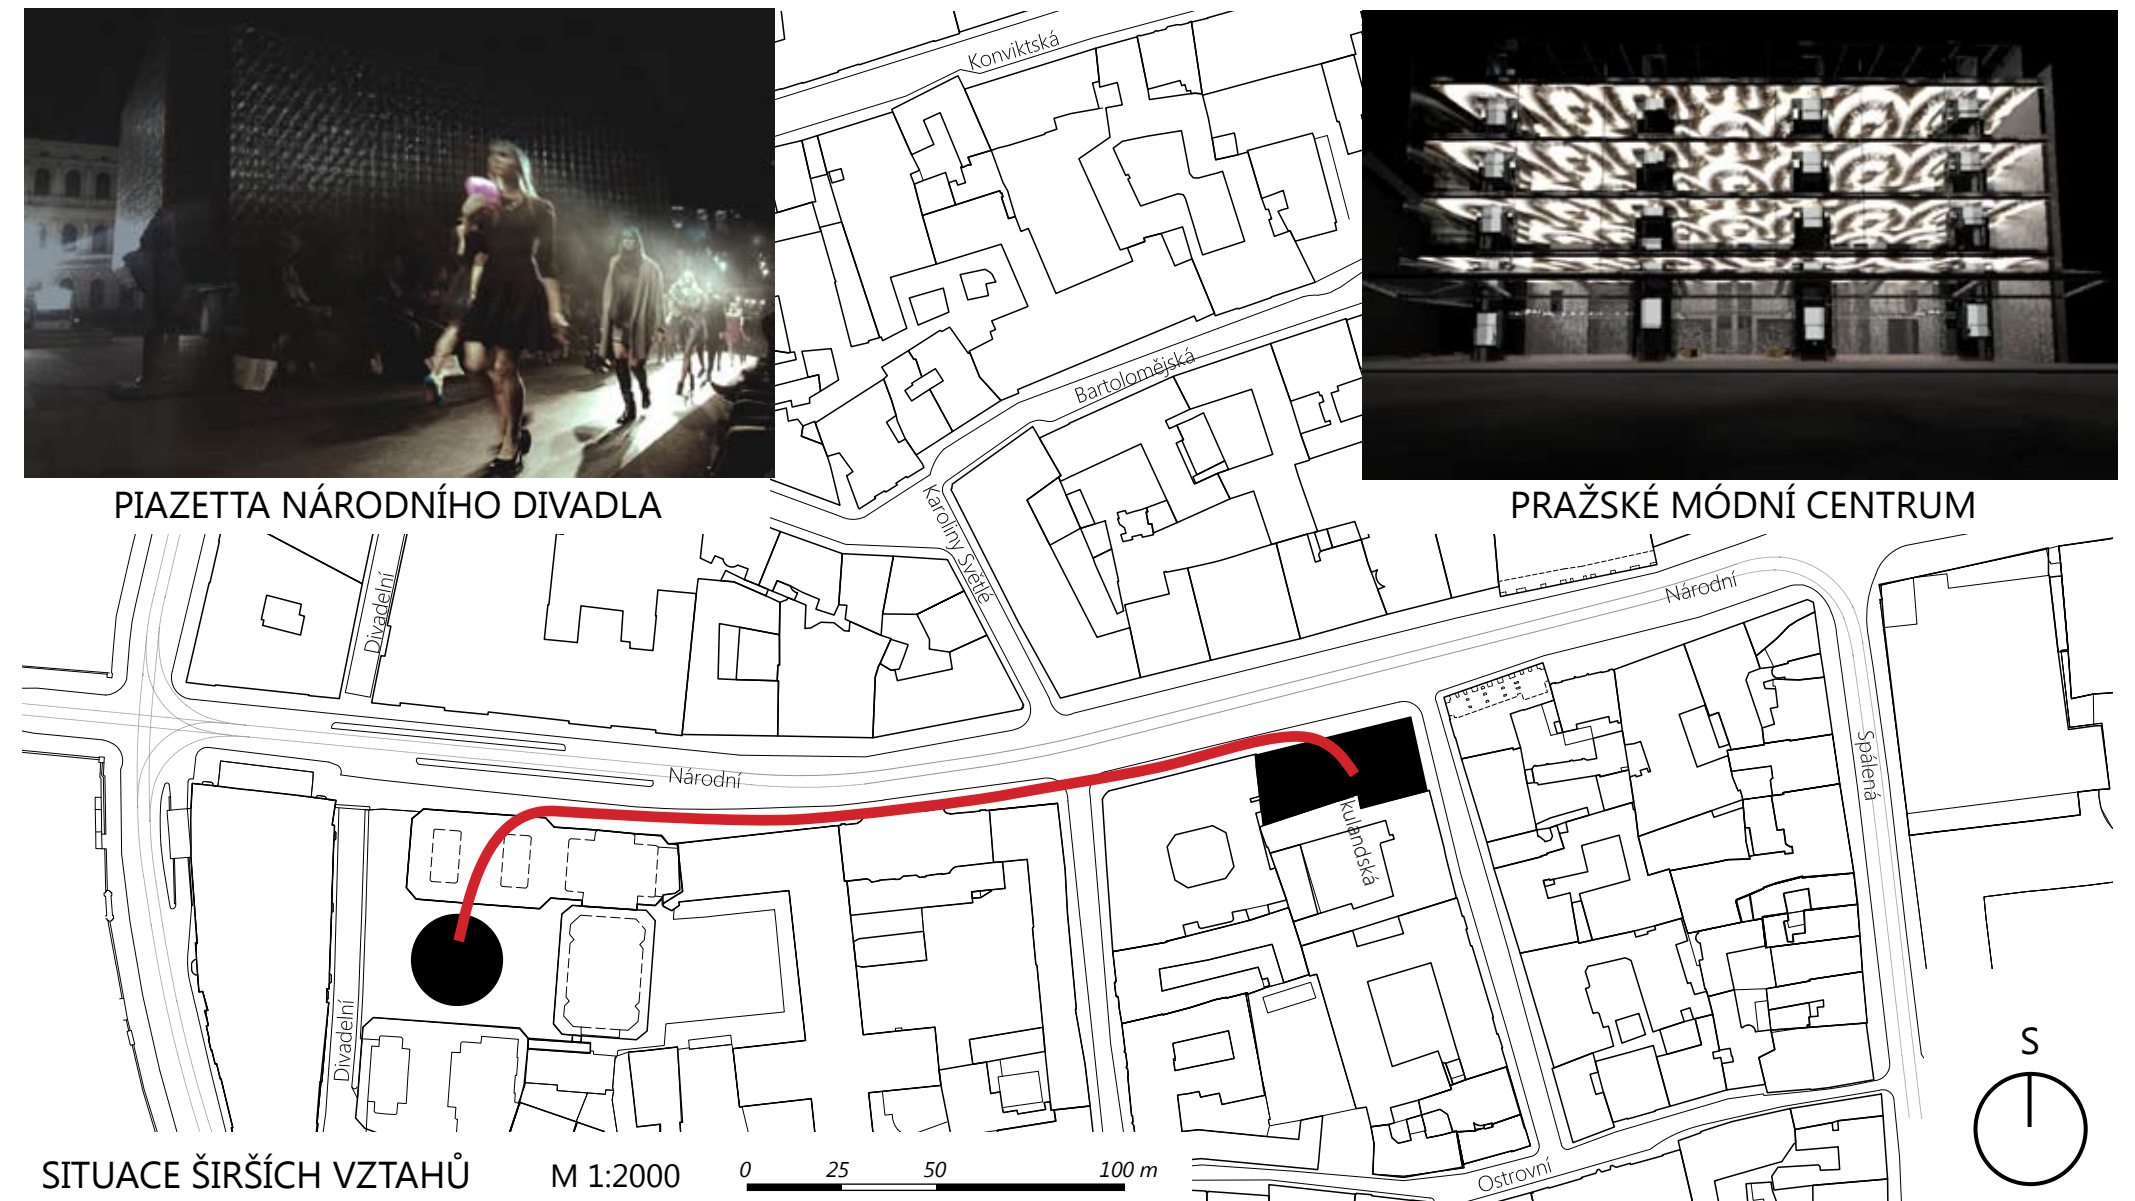 Konviktská
Bartolomějská
PIAZETTA NÁRODNÍHO DIVADLA
PRAŽSKÉ MÓDNÍ CENTRUM
Karoliny Světlé
Divadelní
Národní
Národní
Spálená
kulandská
Divadelní
S
Ostrovní
SITUACE ŠIRŠÍCH VZTAHŮ
M 1:2000
0 25 50 100 m